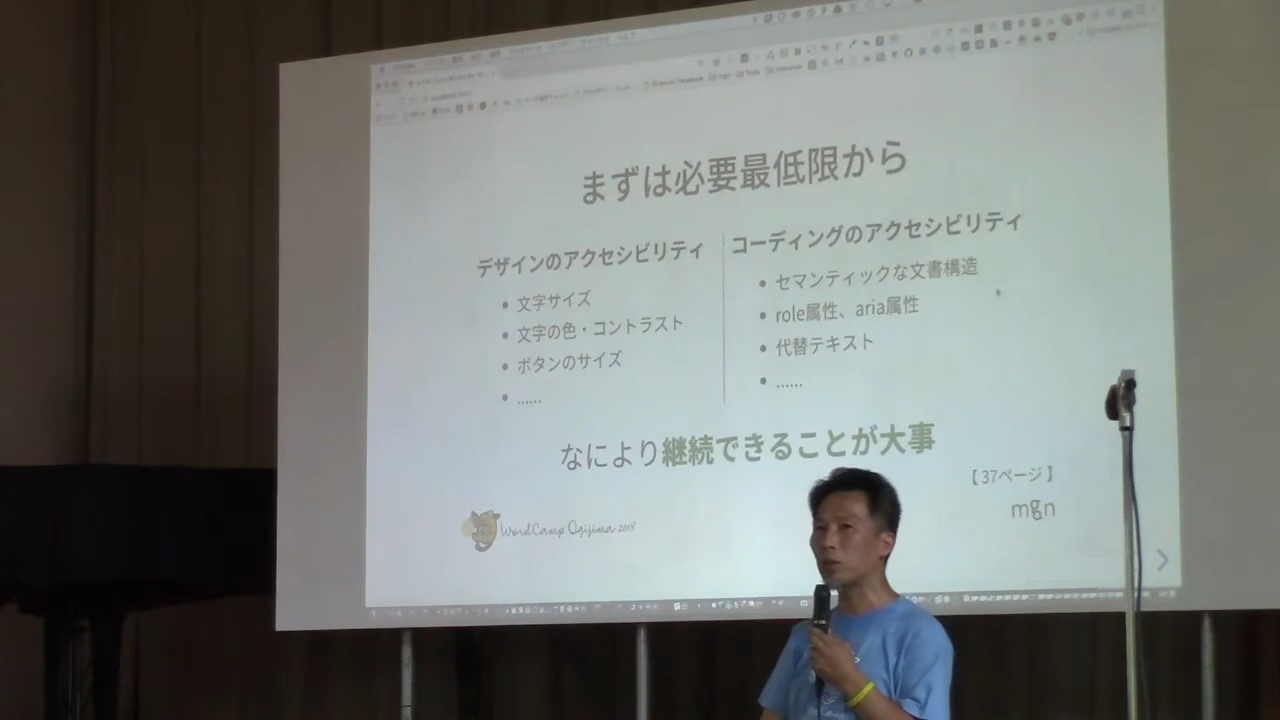 まずは必要最低限から
デザインのアクセシビリティ
• 文字サイズ
• 文字の色・コントラスト
• ボタンのサイズ
• ......
コーディングのアクセシビリティ
• セマンティックな文書構造
• role属性、aria属性
• 代替テキスト
• ......
なにより継続できることが大事
【 37ページ 】
mgn
WordCamp Ogijima 2018